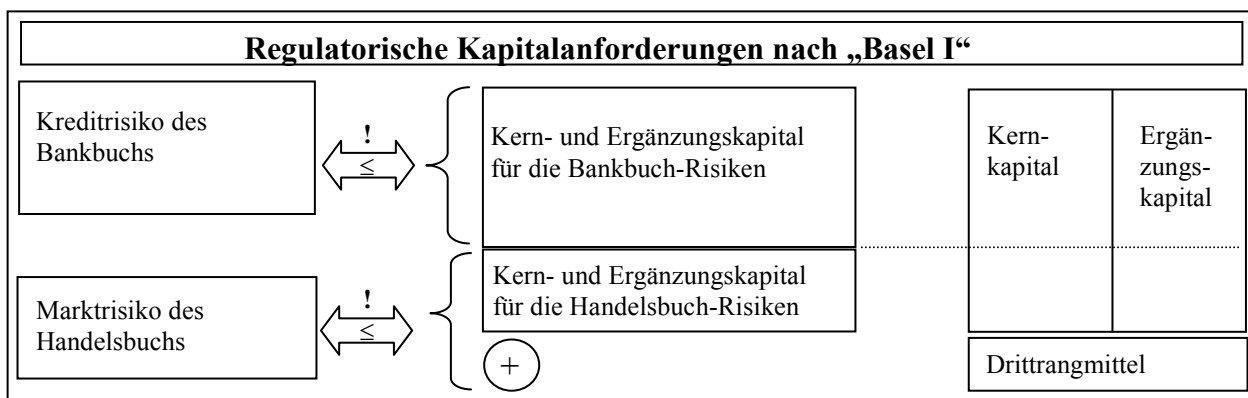 Regulatorische Kapitalanforderungen nach „Basel I“
Kreditrisiko des
Bankbuchs
!
≤
Kern- und Ergänzungskapital
für die Bankbuch-Risiken
Kern-
kapital
Ergän-
zungs-
kapital
Marktrisiko des
Handelsbuchs
!
≤
Kern- und Ergänzungskapital
für die Handelsbuch-Risiken
+
Drittrangmittel